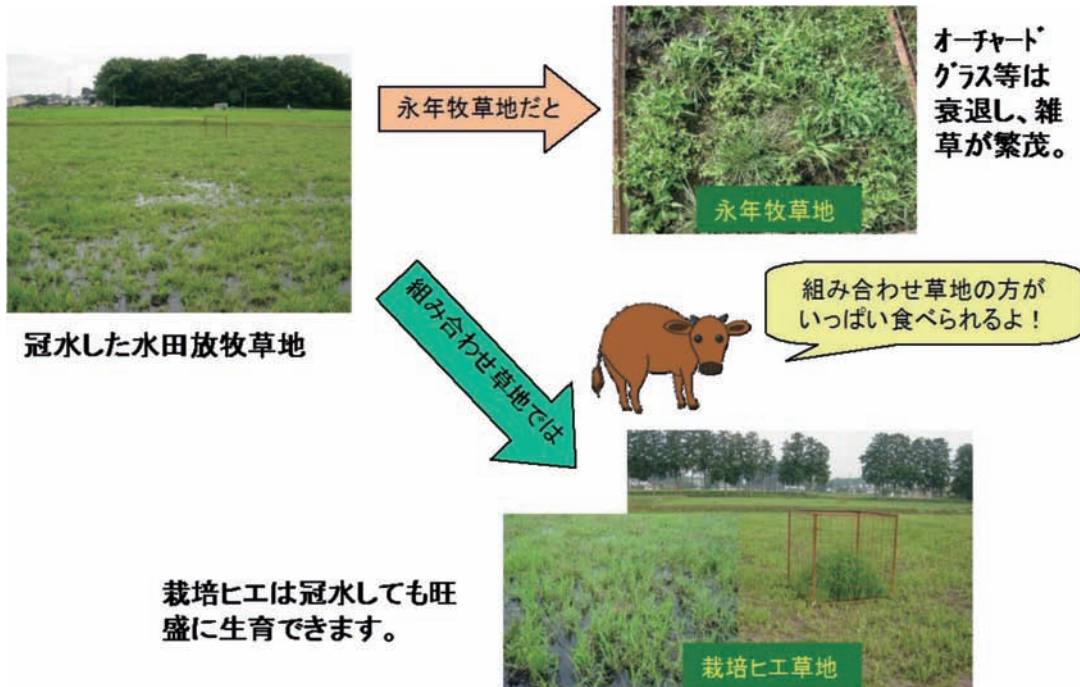 永年牧草地だと
オーチャード
グラス等は
衰退し、雑
草が繁茂。
永年牧草地
冠水した水田放牧草地
組み合わせ草地では
組み合わせ草地の方が
いっぱい食べられるよ！
栽培ヒエは冠水しても旺
盛に生育できます。
栽培ヒエ草地